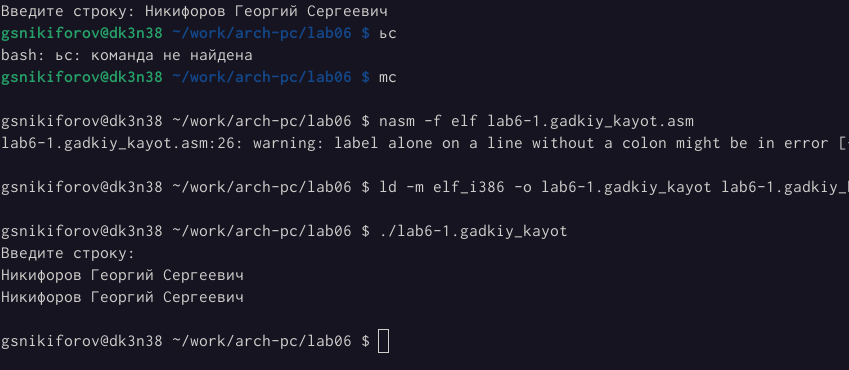 Введите строку: Никифоров Георгий Сергеевич
gsnikiforov@dk3n38 ~/work/arch-pc/lab06 $ ьс
bash: ьс: команда не найдена
gsnikiforov@dk3n38 ~/work/arch-pc/lab06 $ mc
gsnikiforov@dk3n38 ~/work/arch-pc/lab06 $ nasm -f elf lab6-1.gadkiy_kayot.asm
lab6-1.gadkiy_kayot.asm:26: warning: label alone on a line without a colon might be in error [-
gsnikiforov@dk3n38 ~/work/arch-pc/lab06 $ ld -m elf_i386 -o lab6-1.gadkiy_kayot lab6-1.gadkiy_k
gsnikiforov@dk3n38 ~/work/arch-pc/lab06 $ ./lab6-1.gadkiy_kayot
Введите строку:
Никифоров Георгий Сергеевич
Никифоров Георгий Сергеевич
gsnikiforov@dk3n38 ~/work/arch-pc/lab06 $